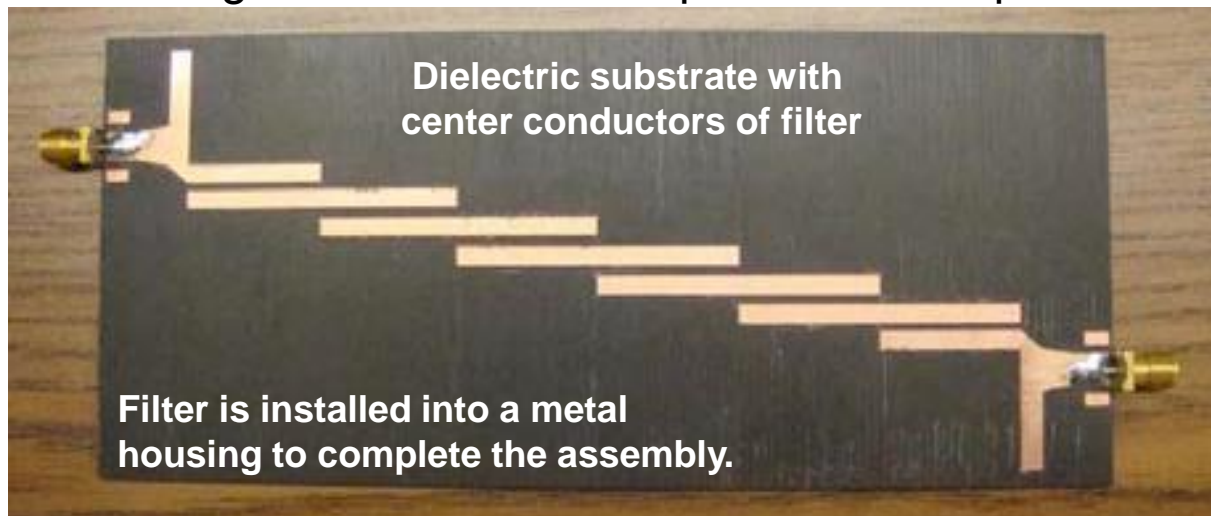 Dielectric substrate with
center conductors of filter
Filter is installed into a metal
housing to complete the assembly.